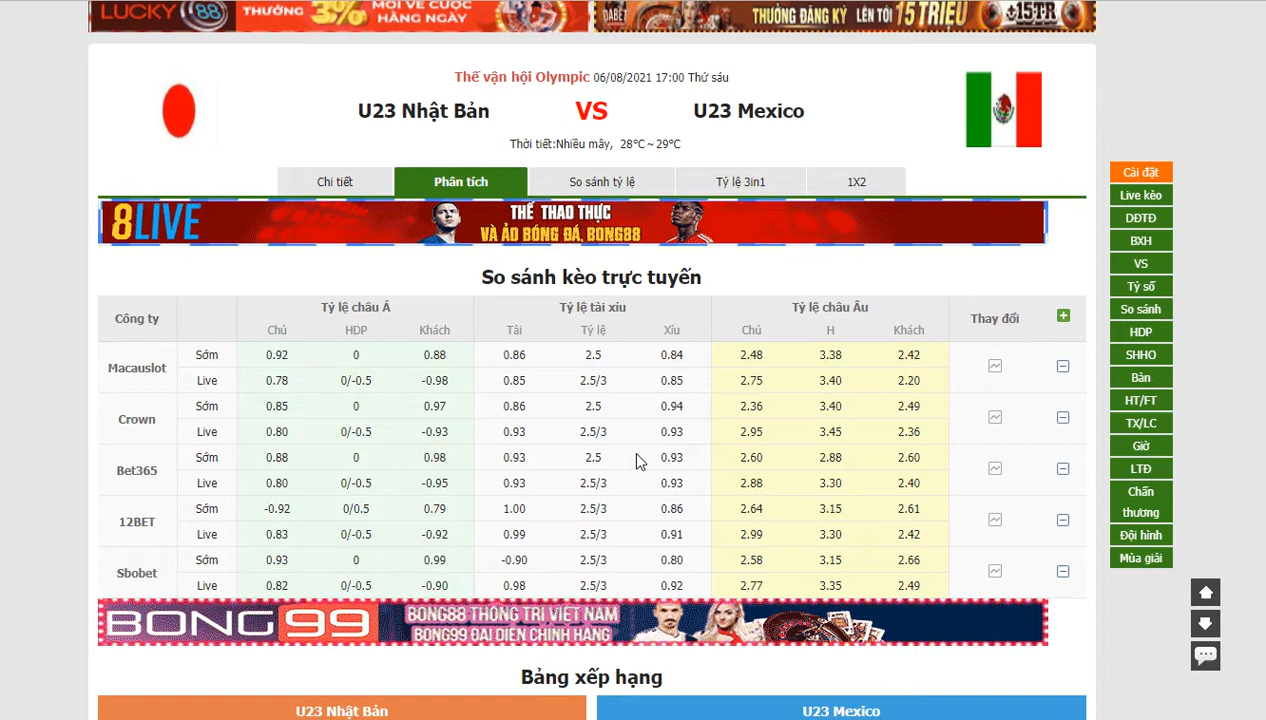 LUCKY 88 THƯỞNG 3% MỖI VÉ CƯỢC HẰNG NGÀY
DABET THƯỞNG ĐĂNG KÝ LÊN TỚI 15 TRIỆU +15TR
Thế vận hội Olympic 06/08/2021 17:00 Thứ sáu
U23 Nhật Bản VS U23 Mexico
Thời tiết:Nhiều mây, 28℃～29℃
Chi tiết Phân tích So sánh tỷ lệ Tỷ lệ 3in1 1X2
8LIVE THỂ THAO THỰC
VÀ ẢO BÓNG ĐÁ, BONG88
So sánh kèo trực tuyến
Công ty Tỷ lệ châu Á Tỷ lệ tài xỉu Tỷ lệ châu Âu Thay đổi
Chủ HDP Khách Tài Tỷ lệ Xỉu Chủ H Khách
Macauslot
Sớm 0.92 0 0.88 0.86 2.5 0.84 2.48 3.38 2.42
Live 0.78 0/-0.5 -0.98 0.85 2.5/3 0.85 2.75 3.40 2.20
Crown
Sớm 0.85 0 0.97 0.86 2.5 0.94 2.36 3.40 2.49
Live 0.80 0/-0.5 -0.93 0.93 2.5/3 0.93 2.95 3.45 2.36
Bet365
Sớm 0.88 0 0.98 0.93 2.5 0.93 2.60 2.88 2.60
Live 0.80 0/-0.5 -0.95 0.93 2.5/3 0.93 2.88 3.30 2.40
12BET
Sớm -0.92 0/0.5 0.79 1.00 2.5/3 0.86 2.64 3.15 2.61
Live 0.83 0/-0.5 -0.92 0.99 2.5/3 0.91 2.99 3.30 2.42
Sbobet
Sớm 0.93 0 0.99 -0.90 2.5/3 0.80 2.58 3.15 2.66
Live 0.82 0/-0.5 -0.90 0.98 2.5/3 0.92 2.77 3.35 2.49
BONG99 BONG88 THỐNG TRỊ VIỆT NAM
BONG99 ĐẠI DIỆN CHÍNH HÃNG
Bảng xếp hạng
U23 Nhật Bản U23 Mexico
Cài đặt
Live kèo
DĐTĐ
BXH
VS
Tỷ số
So sánh
HDP
SHHO
Bàn
HT/FT
TX/LC
Giờ
LTĐ
Chấn
thương
Đội hình
Mùa giải